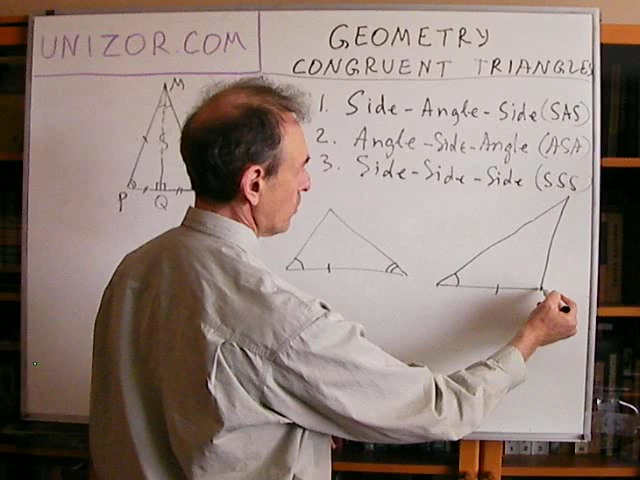 UNIZOR.COM
GEOMETRY
CONGRUENT TRIANGLES
1. Side-Angle-Side (SAS)
2. Angle-Side-Angle (ASA)
3. Side-Side-Side (SSS)
M
P
Q